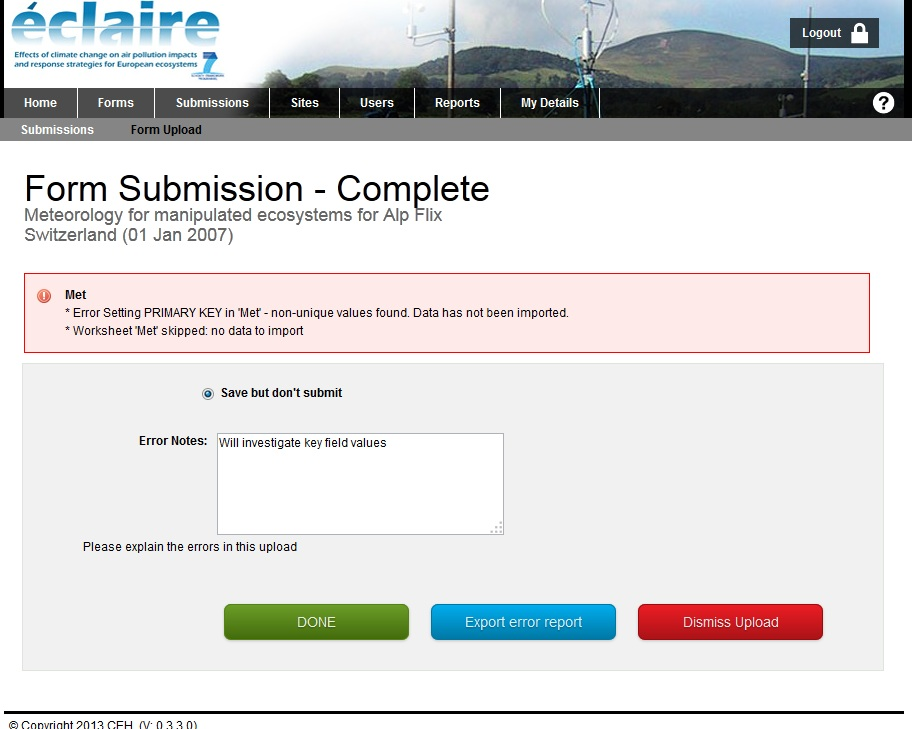 éclaire
Effects of climate change on air pollution impacts
and response strategies for European ecosystems
7
Logout
Home
Forms
Submissions
Sites
Users
Reports
My Details
?
Submissions
Form Upload
Form Submission - Complete
Meteorology for manipulated ecosystems for Alp Flix
Switzerland (01 Jan 2007)
Met
* Error Setting PRIMARY KEY in 'Met' - non-unique values found. Data has not been imported.
* Worksheet 'Met' skipped: no data to import
Save but don't submit
Error Notes:
Will investigate key field values
Please explain the errors in this upload
DONE
Export error report
Dismiss Upload
© Copyright 2013 CEH (V: 0.3.3.0)